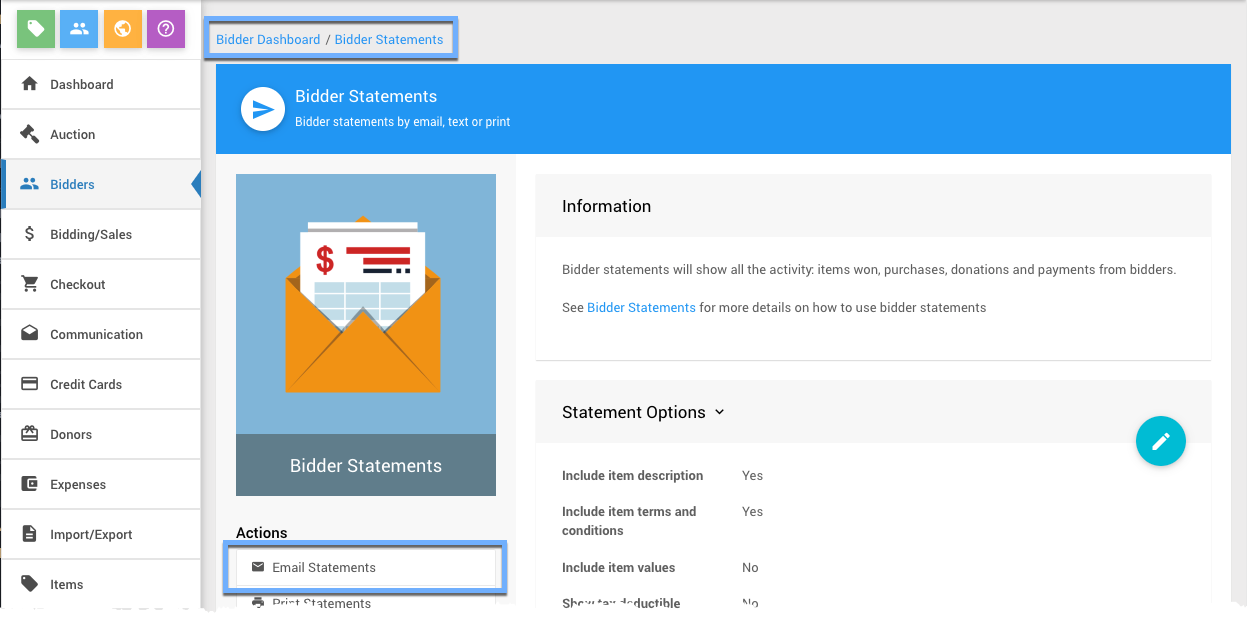 Bidder Dashboard / Bidder Statements
Dashboard
Auction
Bidders
Bidding/Sales
Checkout
Communication
Credit Cards
Donors
Expenses
Import/Export
Items
Bidder Statements
Bidder statements by email, text or print
$
Bidder Statements
Actions
Email Statements
Print Statements
Information
Bidder statements will show all the activity: items won, purchases, donations and payments from bidders.
See Bidder Statements for more details on how to use bidder statements
Statement Options
Include item description Yes
Include item terms and conditions Yes
Include item values No
Show tax deductible No